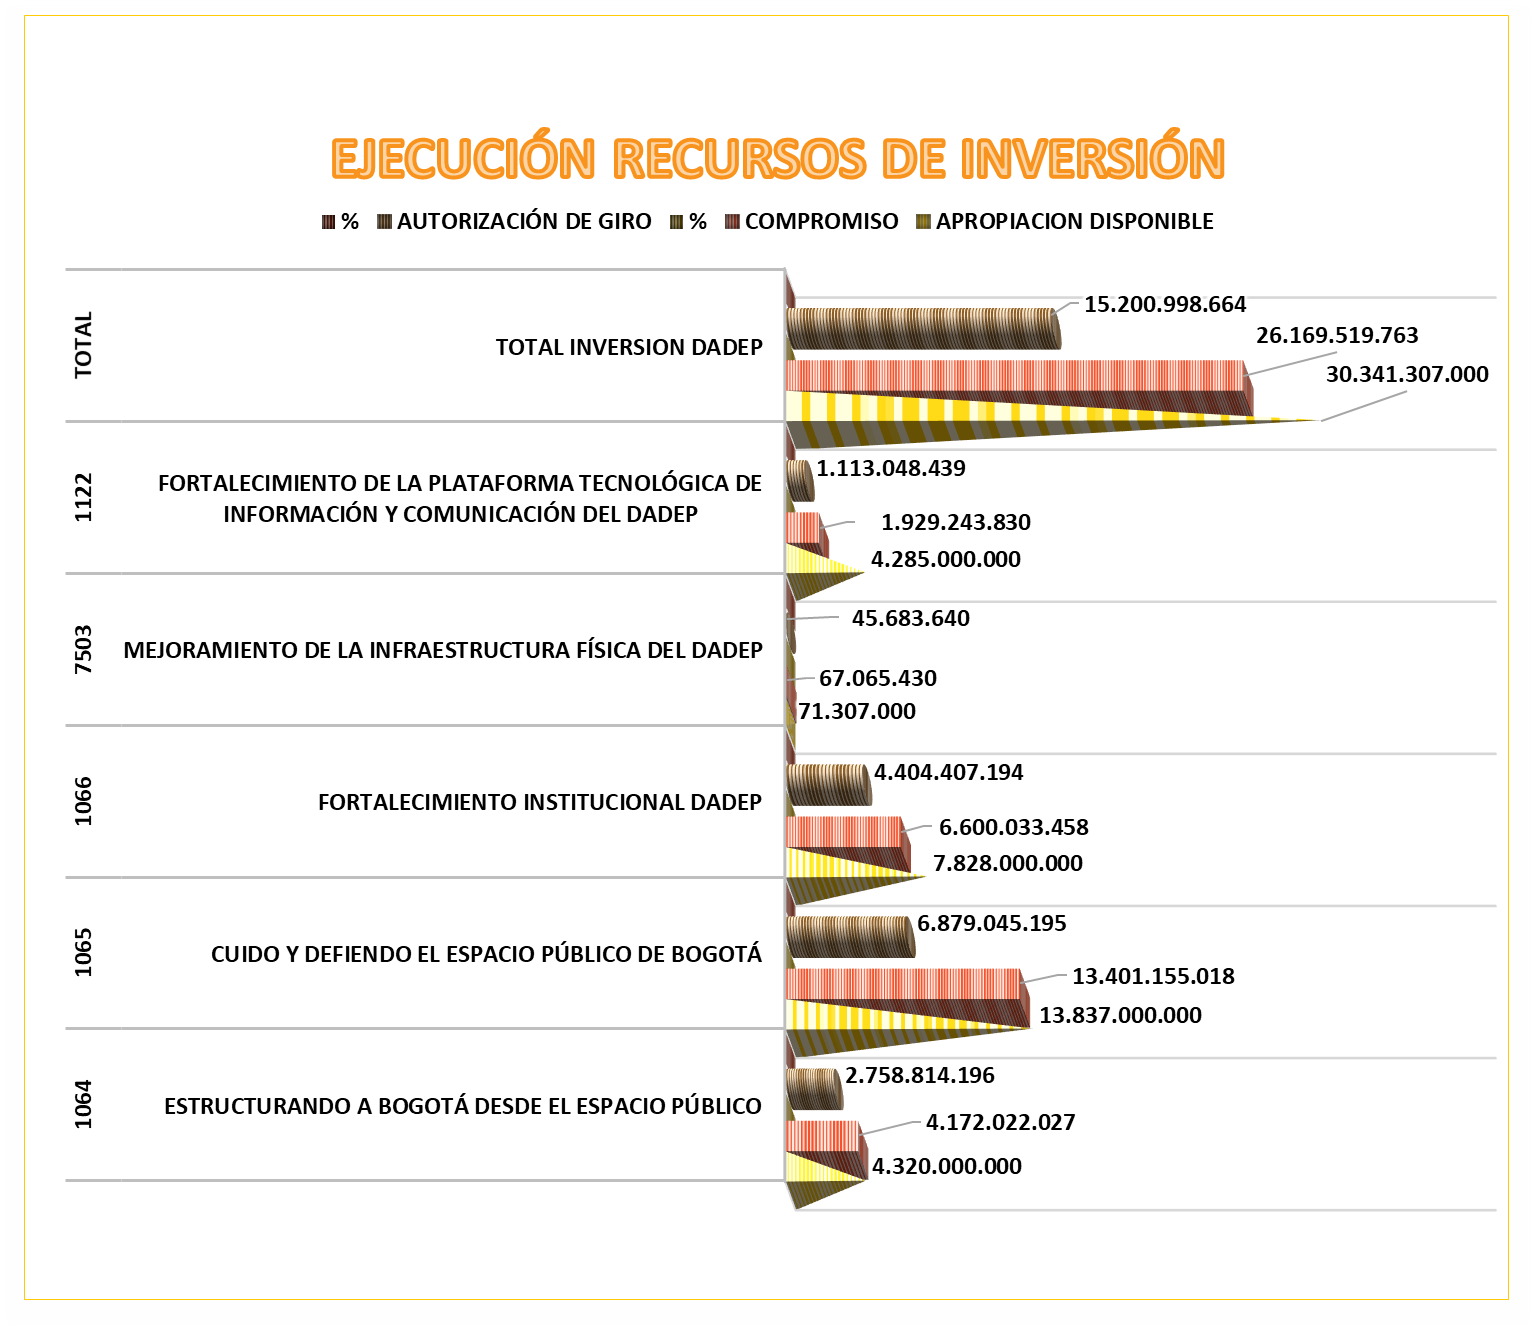 EJECUCIÓN RECURSOS DE INVERSIÓN
% AUTORIZACIÓN DE GIRO % COMPROMISO APROPIACION DISPONIBLE
TOTAL
TOTAL INVERSION DADEP
15.200.998.664
26.169.519.763
30.341.307.000
1122
FORTALECIMIENTO DE LA PLATAFORMA TECNOLÓGICA DE
INFORMACIÓN Y COMUNICACIÓN DEL DADEP
1.113.048.439
1.929.243.830
4.285.000.000
7503
MEJORAMIENTO DE LA INFRAESTRUCTURA FÍSICA DEL DADEP
45.683.640
67.065.430
71.307.000
1066
FORTALECIMIENTO INSTITUCIONAL DADEP
4.404.407.194
6.600.033.458
7.828.000.000
1065
CUIDO Y DEFIENDO EL ESPACIO PÚBLICO DE BOGOTÁ
6.879.045.195
13.401.155.018
13.837.000.000
1064
ESTRUCTURANDO A BOGOTÁ DESDE EL ESPACIO PÚBLICO
2.758.814.196
4.172.022.027
4.320.000.000